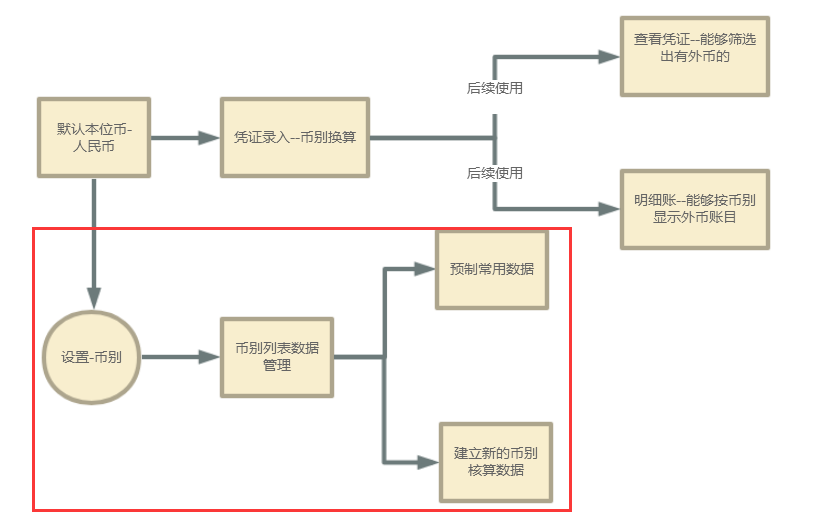 查看凭证--能够筛选
出有外币的
后续使用
默认本位币-
人民币
凭证录入--币别换算
后续使用
明细账--能够按币别
显示外币账目
预制常用数据
设置-币别
币别列表数据
管理
建立新的币别
核算数据